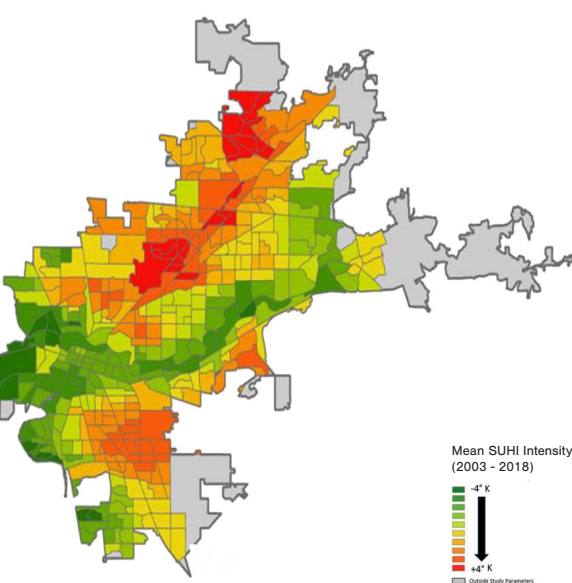 Mean SUHI Intensity
(2003 - 2018)
-4° K
+4° K
Outside Study Parameters